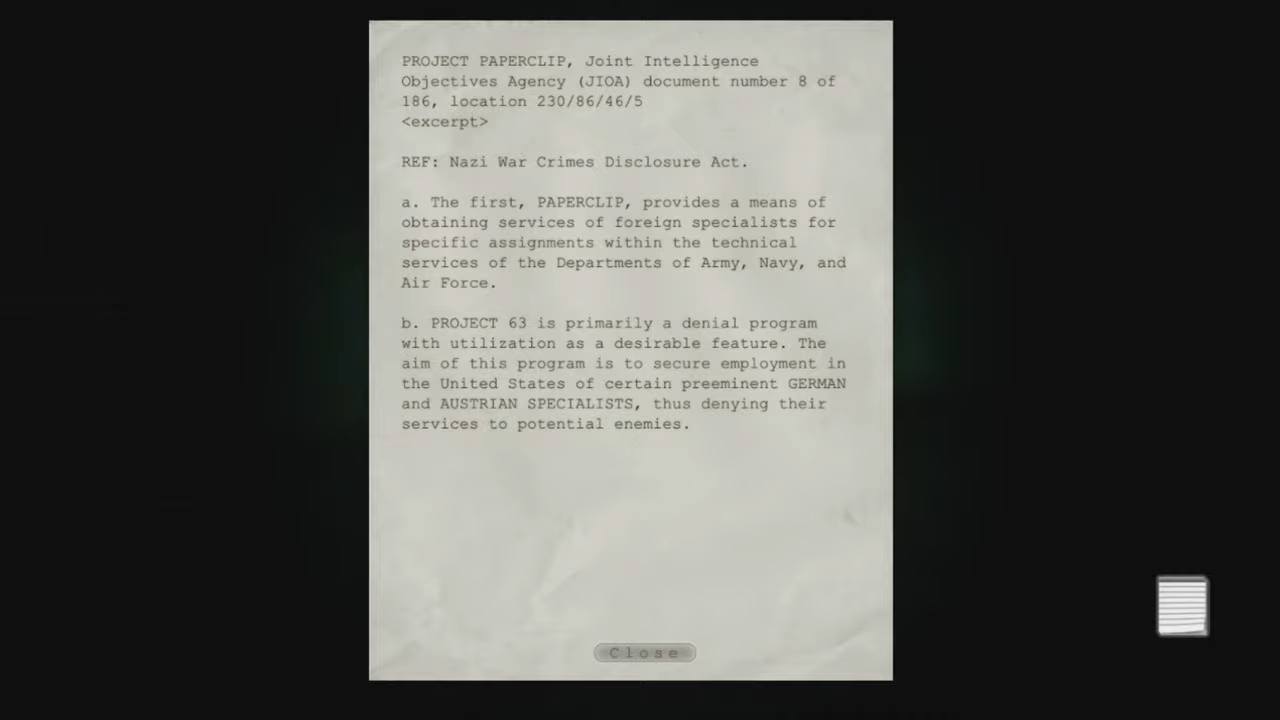 PROJECT PAPERCLIP, Joint Intelligence
Objectives Agency (JIOA) document number 8 of
186, location 230/86/46/5
<excerpt>
REF: Nazi War Crimes Disclosure Act.
a. The first, PAPERCLIP, provides a means of
obtaining services of foreign specialists for
specific assignments within the technical
services of the Departments of Army, Navy, and
Air Force.
b. PROJECT 63 is primarily a denial program
with utilization as a desirable feature. The
aim of this program is to secure employment in
the United States of certain preeminent GERMAN
and AUSTRIAN SPECIALISTS, thus denying their
services to potential enemies.
Close